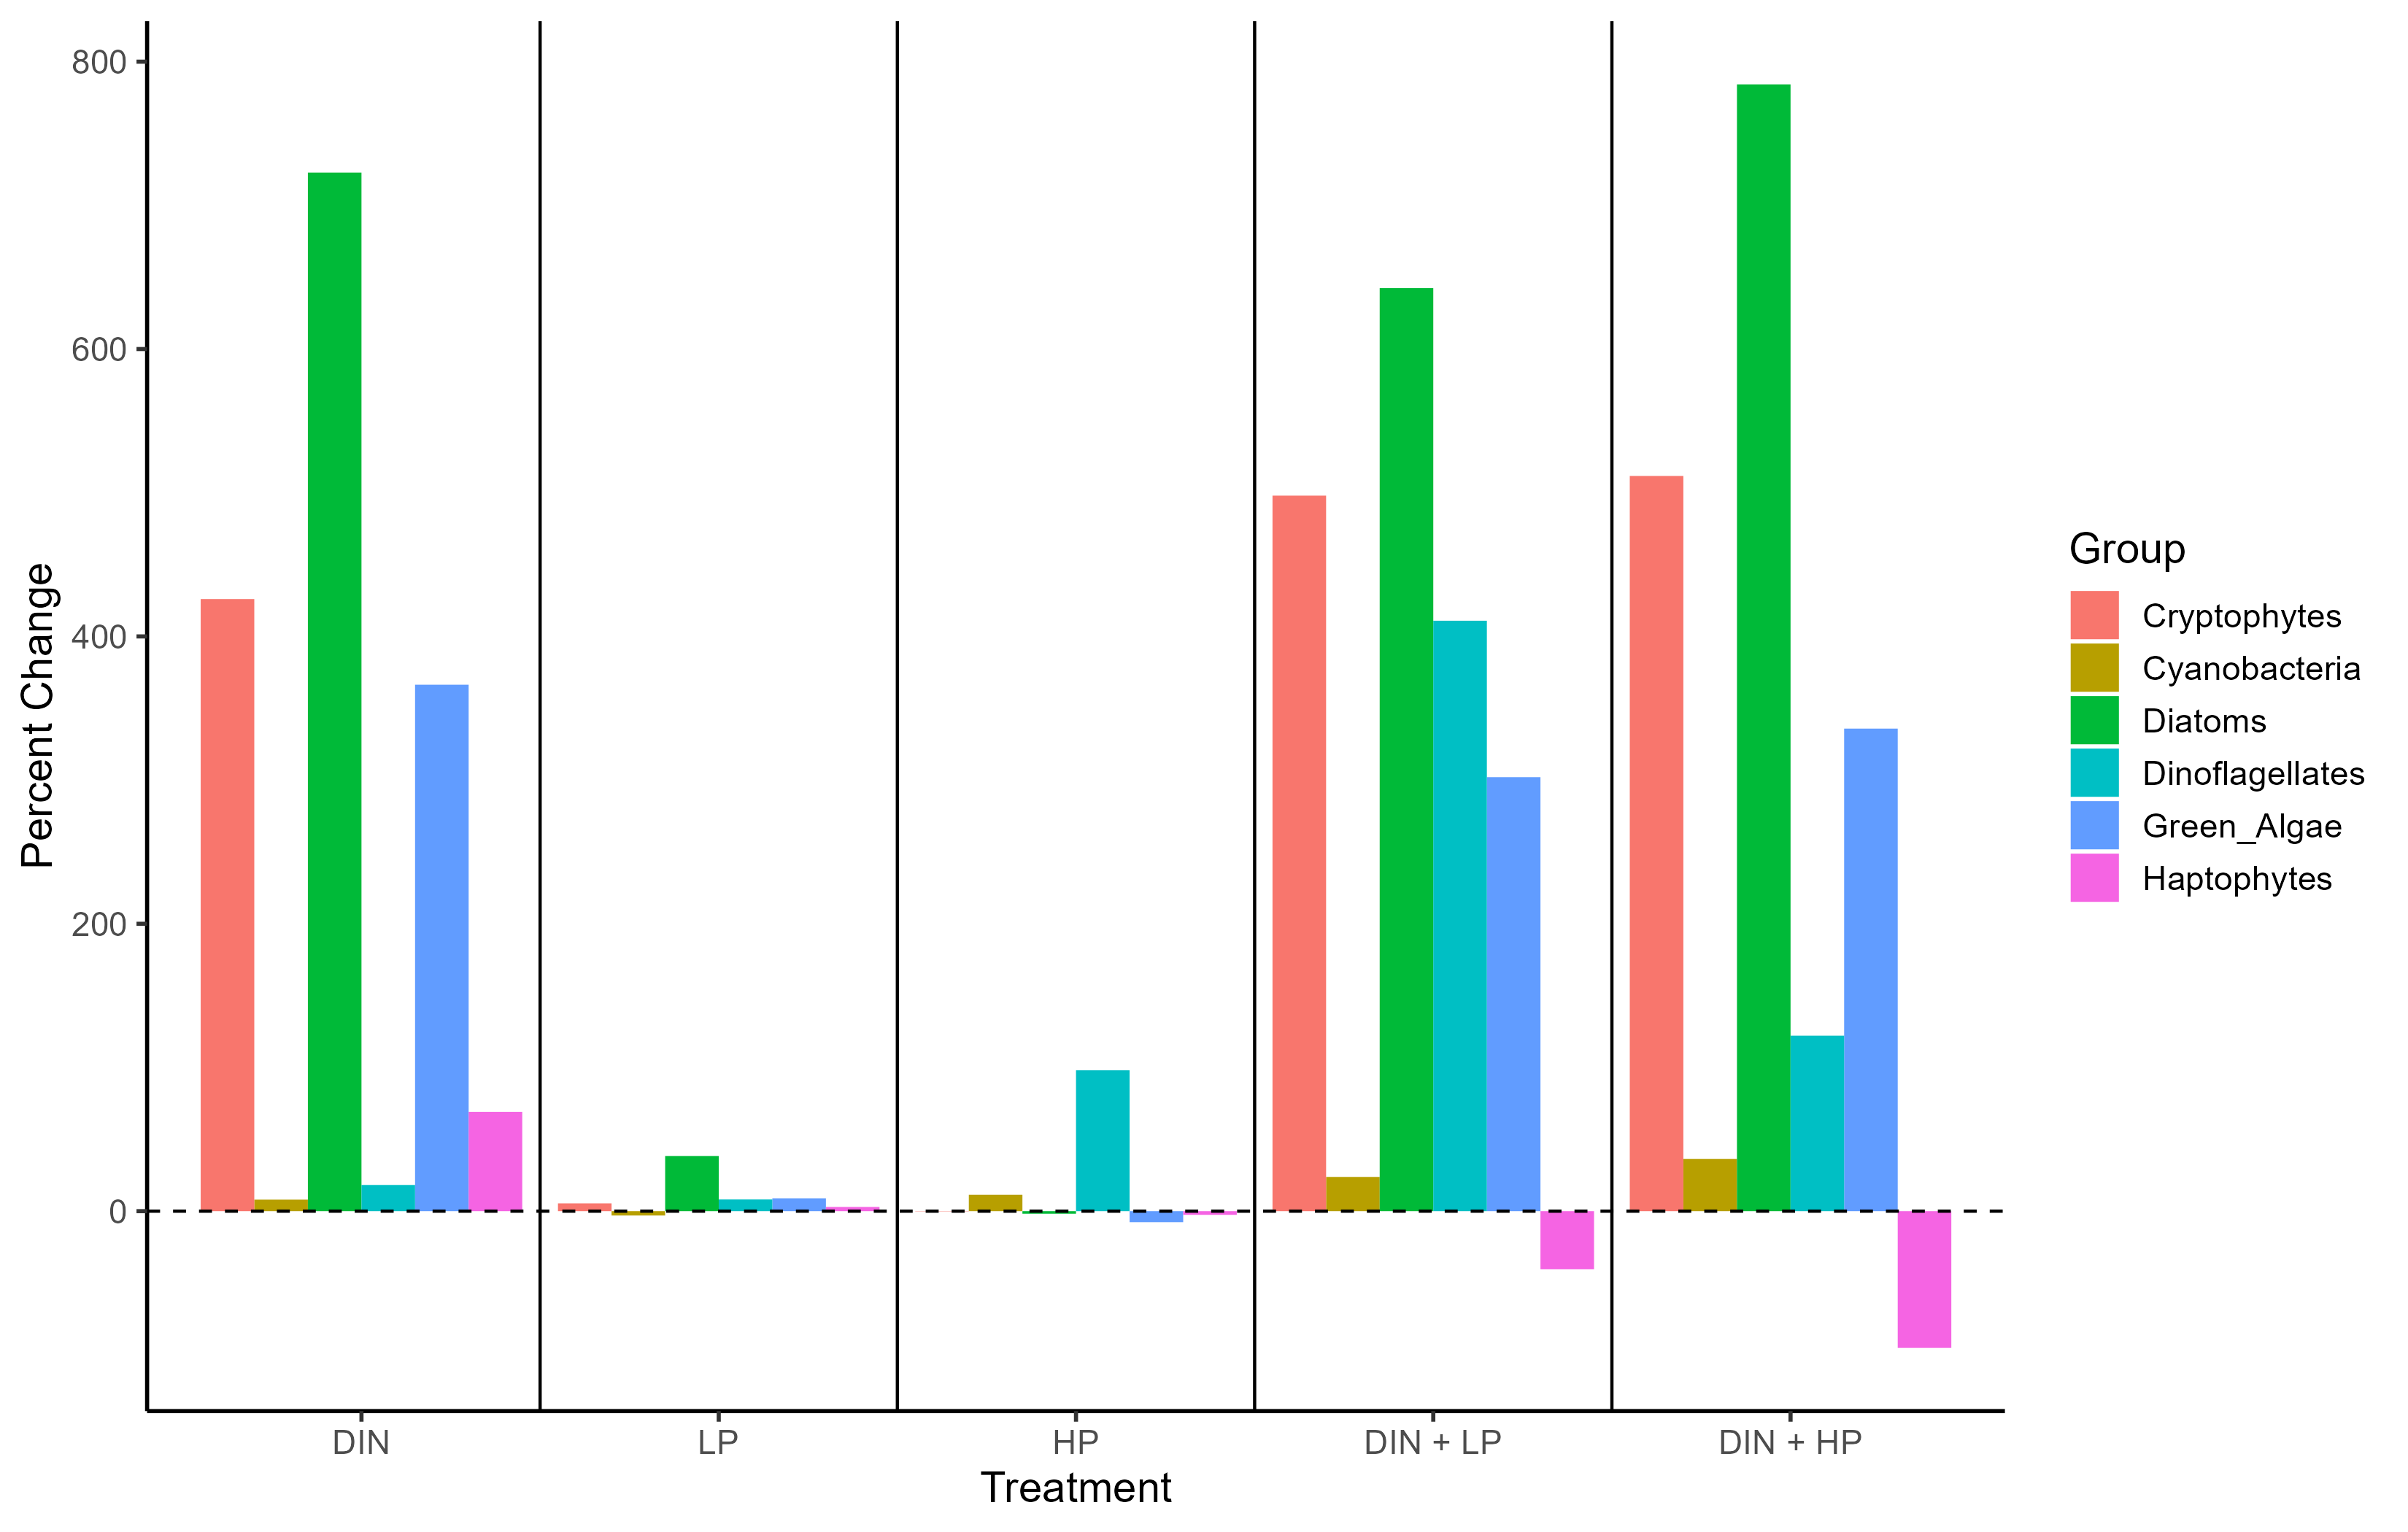 800
600
400
200
0
Percent Change
DIN
LP
HP
DIN + LP
DIN + HP
Treatment
Group
Cryptophytes
Cyanobacteria
Diatoms
Dinoflagellates
Green_Algae
Haptophytes